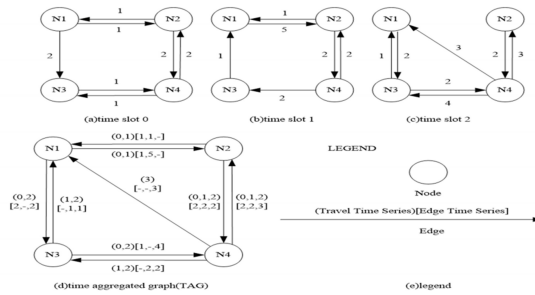 1
N1
N2
1
2
2
2
1
N3
N4
1
(a)time slot 0
1
N1
N2
5
1
2
2
N3
N4
2
(b)time slot 1
N1
N2
3
1
2
2
3
2
N3
N4
4
(c)time slot 2
(0,1)[1,1,-]
N1
N2
(0,1)[1,5,-]
(3)
[-,-,3]
(0,2)
[2,-,2]
(1,2)
[-,1,1]
(0,1,2)
[2,2,2]
(0,1,2)
[2,2,3]
(0,2)[1,-,4]
N3
N4
(1,2)[-,2,2]
(d)time aggregated graph(TAG)
LEGEND
Node
(Travel Time Series)[Edge Time Series]
Edge
(e)legend